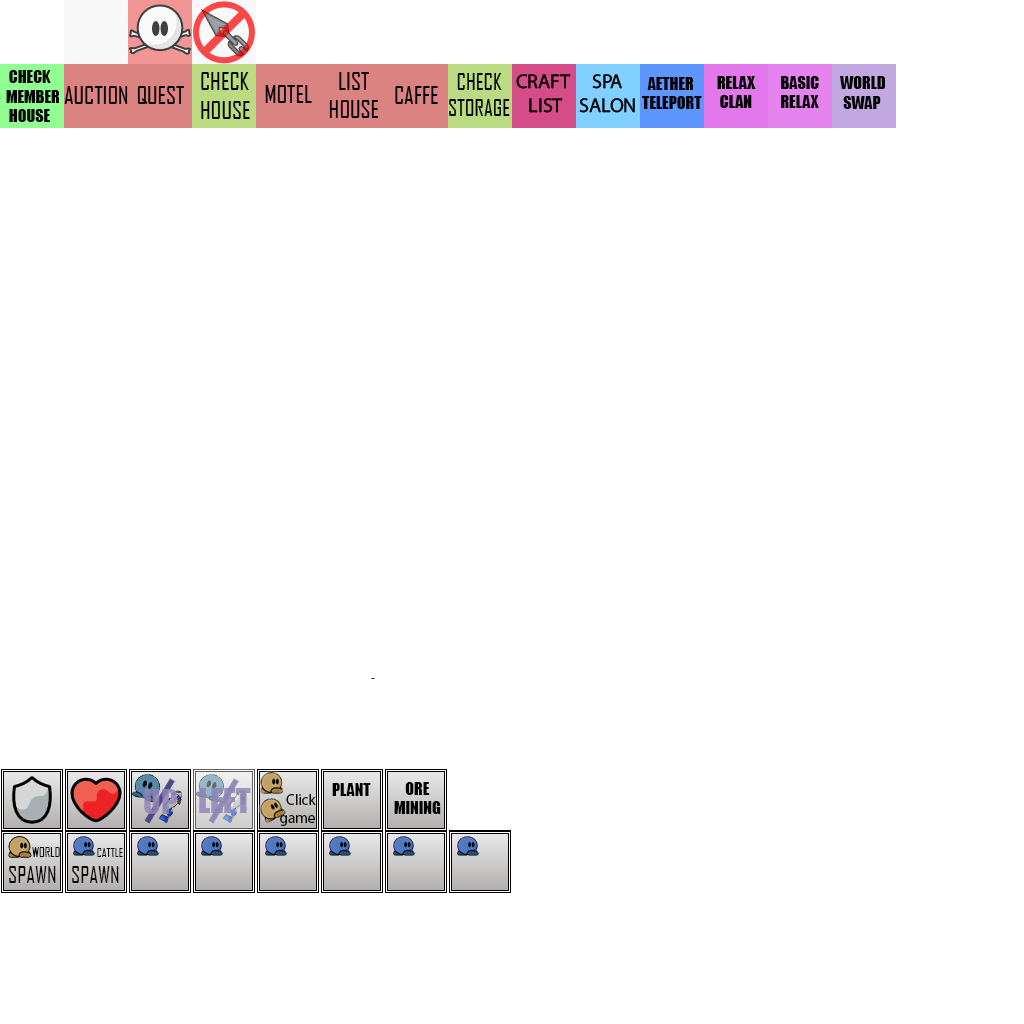 CHECK
MEMBER
HOUSE
AUCTION
QUEST
CHECK
HOUSE
MOTEL
LIST
HOUSE
CAFFE
CHECK
STORAGE
CRAFT
LIST
SPA
SALON
AETHER
TELEPORT
RELAX
CLAN
BASIC
RELAX
WORLD
SWAP
-
UP
LEFT
Click
game
PLANT
ORE
MINING
WORLD
SPAWN
CATTLE
SPAWN